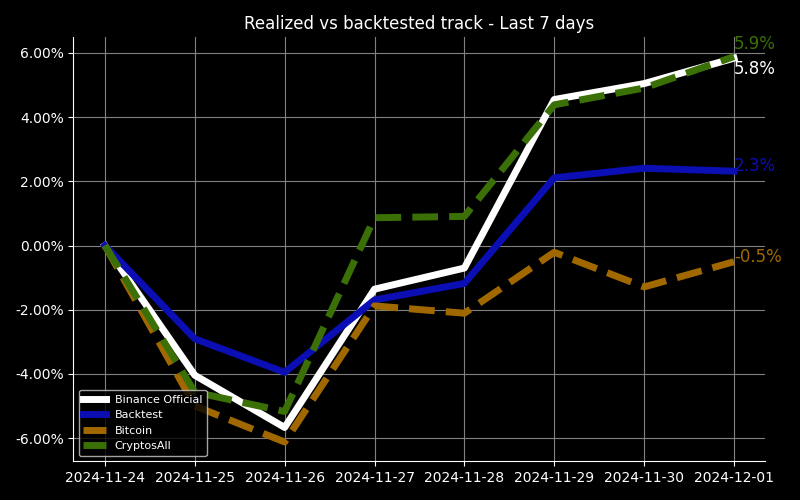 Realized vs backtested track - Last 7 days
6.00%
4.00%
2.00%
0.00%
-2.00%
-4.00%
-6.00%
5.9%
5.8%
2.3%
-0.5%
Binance Official
Backtest
Bitcoin
CryptosAll
2024-11-24 2024-11-25 2024-11-26 2024-11-27 2024-11-28 2024-11-29 2024-11-30 2024-12-01